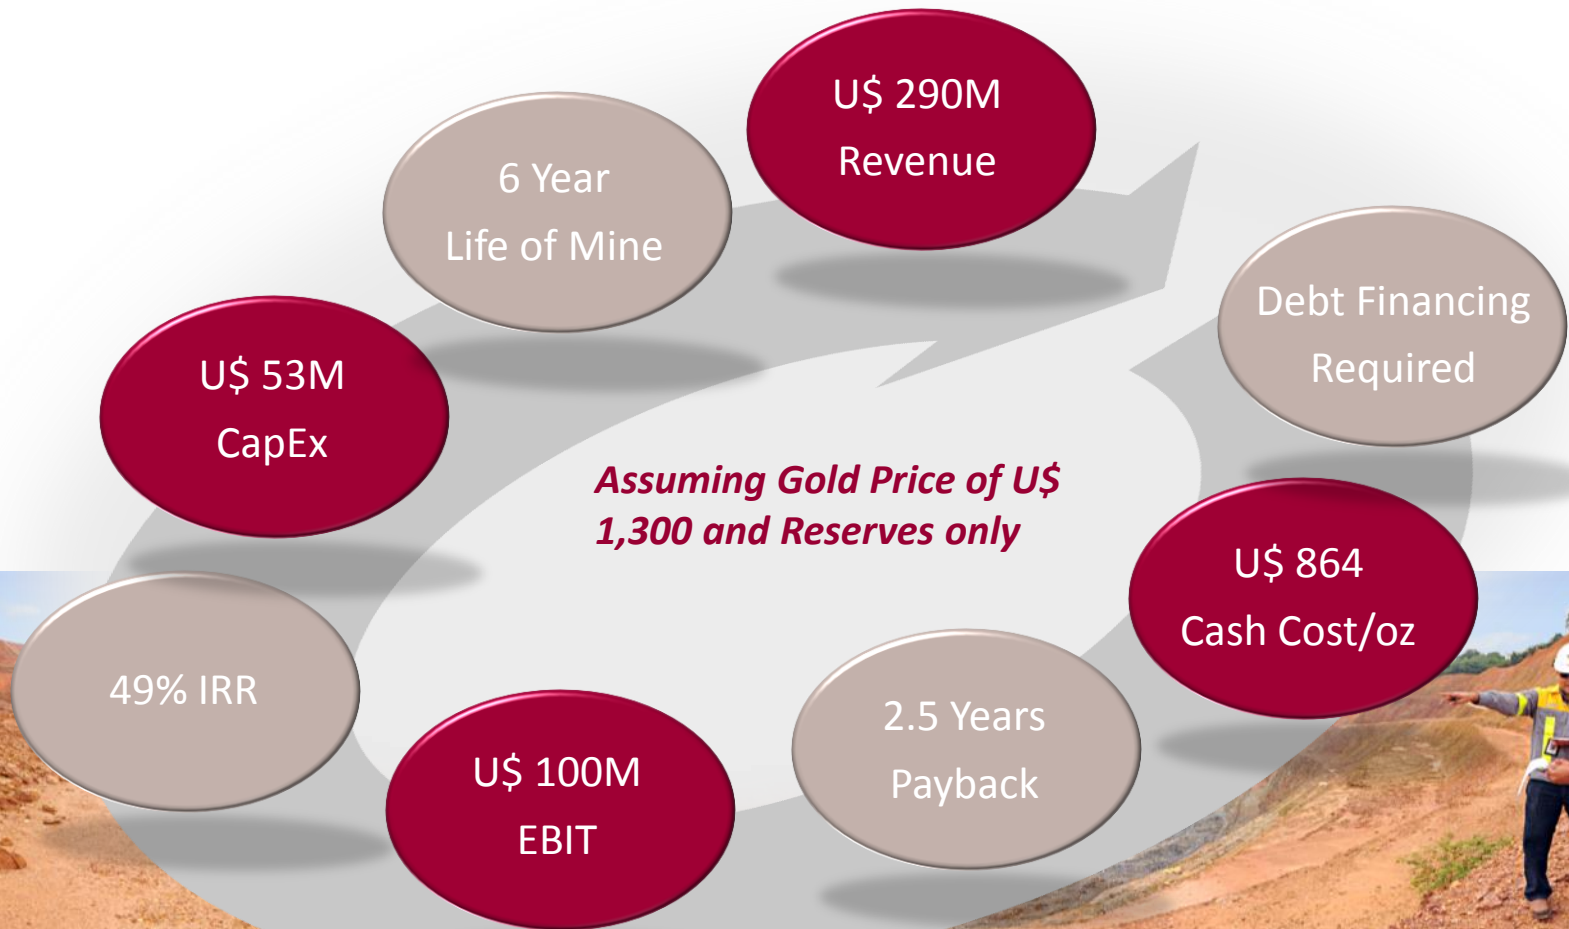 U$ 290M
Revenue
6 Year
Life of Mine
Debt Financing
Required
U$ 53M
CapEx
Assuming Gold Price of U$
1,300 and Reserves only
U$ 864
Cash Cost/oz
49% IRR
2.5 Years
Payback
U$ 100M
EBIT